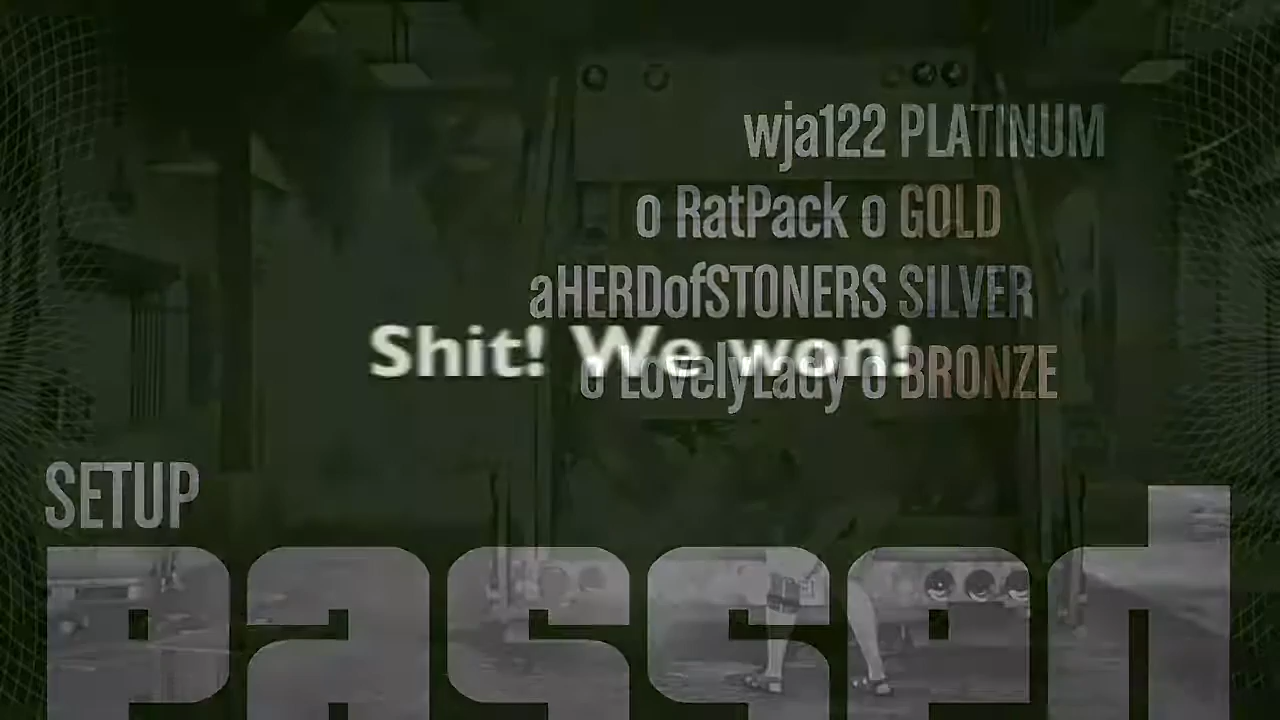 wja122 PLATINUM
o RatPack o GOLD
aHERDofSTONERS SILVER
Shit! We won!
o LovelyLady o BRONZE
SETUP
passed